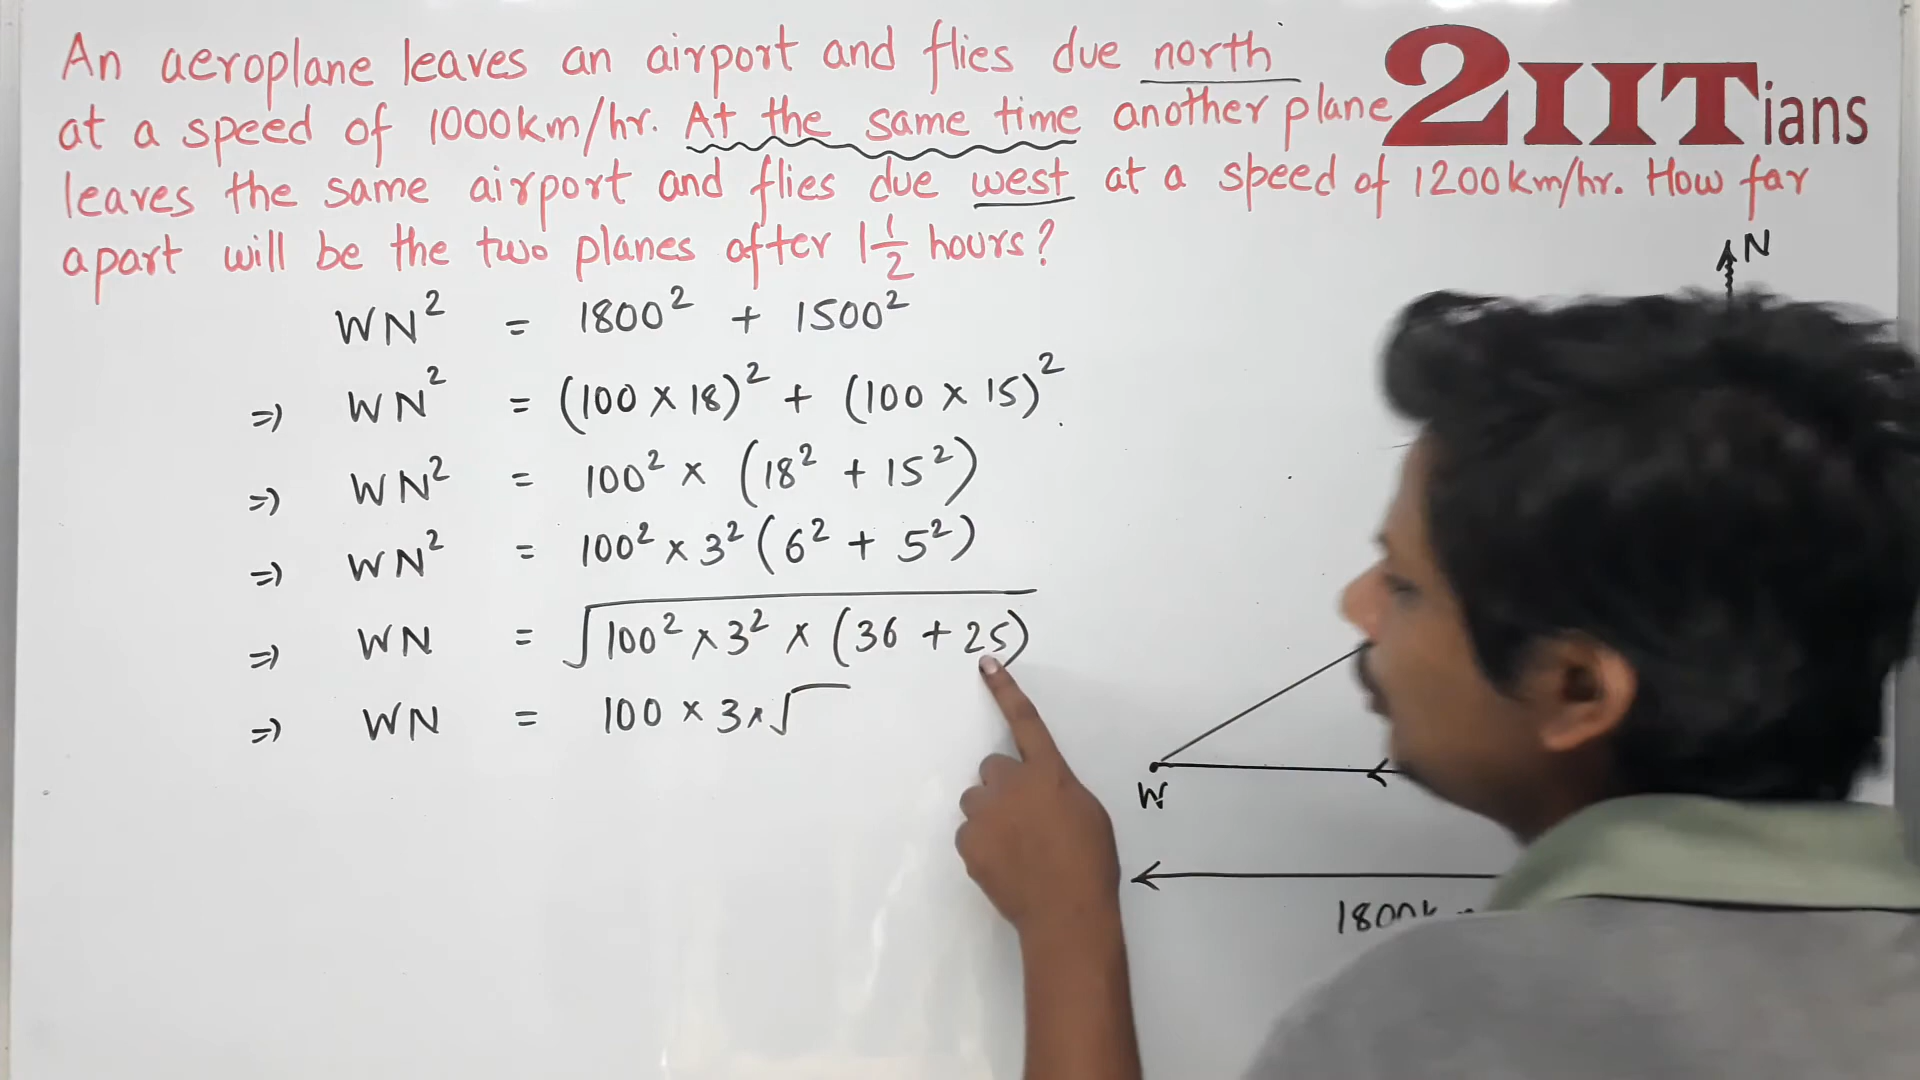 An aeroplane leaves an airport and flies due north
at a speed of 1000km/hr. At the same time another plane
leaves the same airport and flies due west at a speed of 1200km/hr. How far
apart will be the two planes after 1 1/2 hours?
2IITians
N
WN² = 1800² + 1500²
⇒ WN² = (100 × 18)² + (100 × 15)²
⇒ WN² = 100² × (18² + 15²)
⇒ WN² = 100² × 3² (6² + 5²)
⇒ WN = √100² × 3² × (36 + 25)
⇒ WN = 100 × 3 × √
W